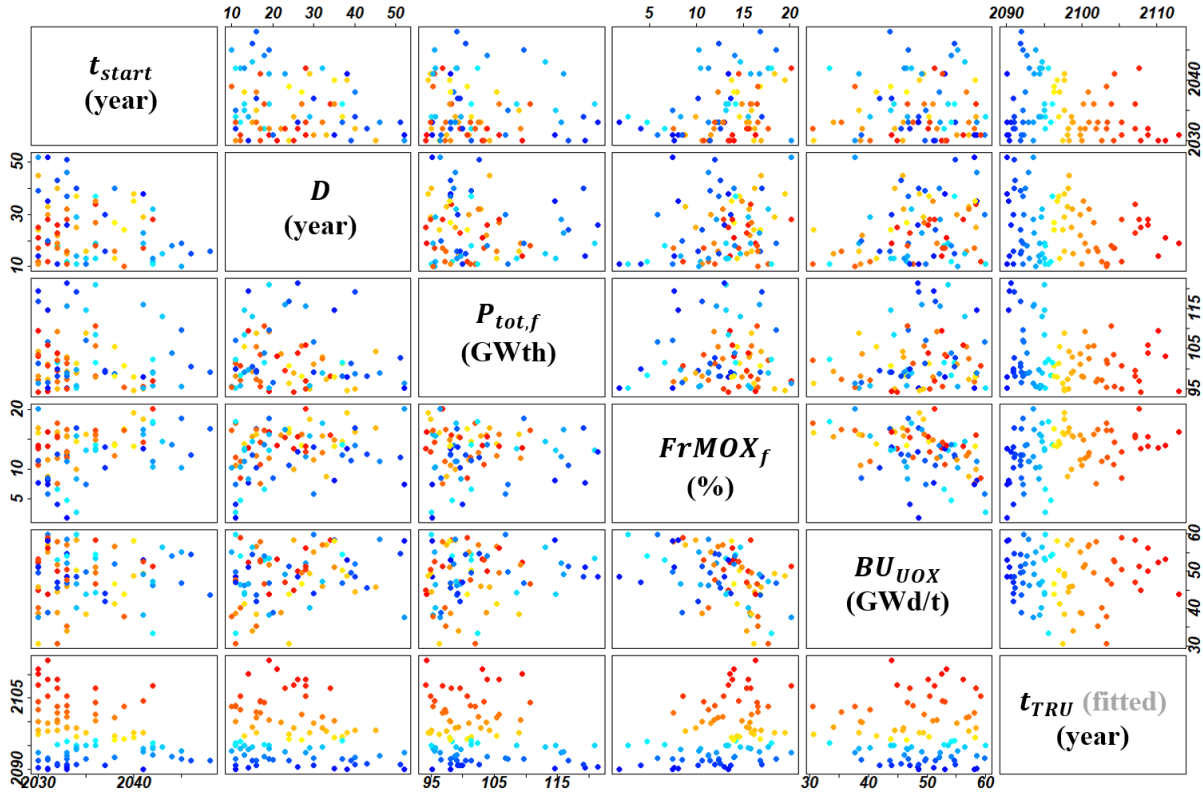 10 20 30 40 50 5 10 15 20 2090 2100 2110
t_start
(year)
2030 2040
50 30 10
D
(year)
P_tot,f
(GWth)
95 105 115
20 10 5
FrMOX_f
(%)
BU_UOX
(GWd/t)
30 40 50 60
2105 2090
t_TRU (fitted)
(year)
2030 2040 95 105 115 30 40 50 60